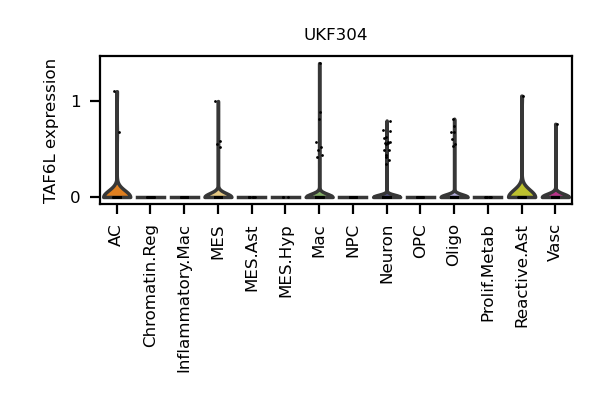 UKF304
TAF6L expression
1
0
AC
Chromatin.Reg
Inflammatory.Mac
MES
MES.Ast
MES.Hyp
Mac
NPC
Neuron
OPC
Oligo
Prolif.Metab
Reactive.Ast
Vasc